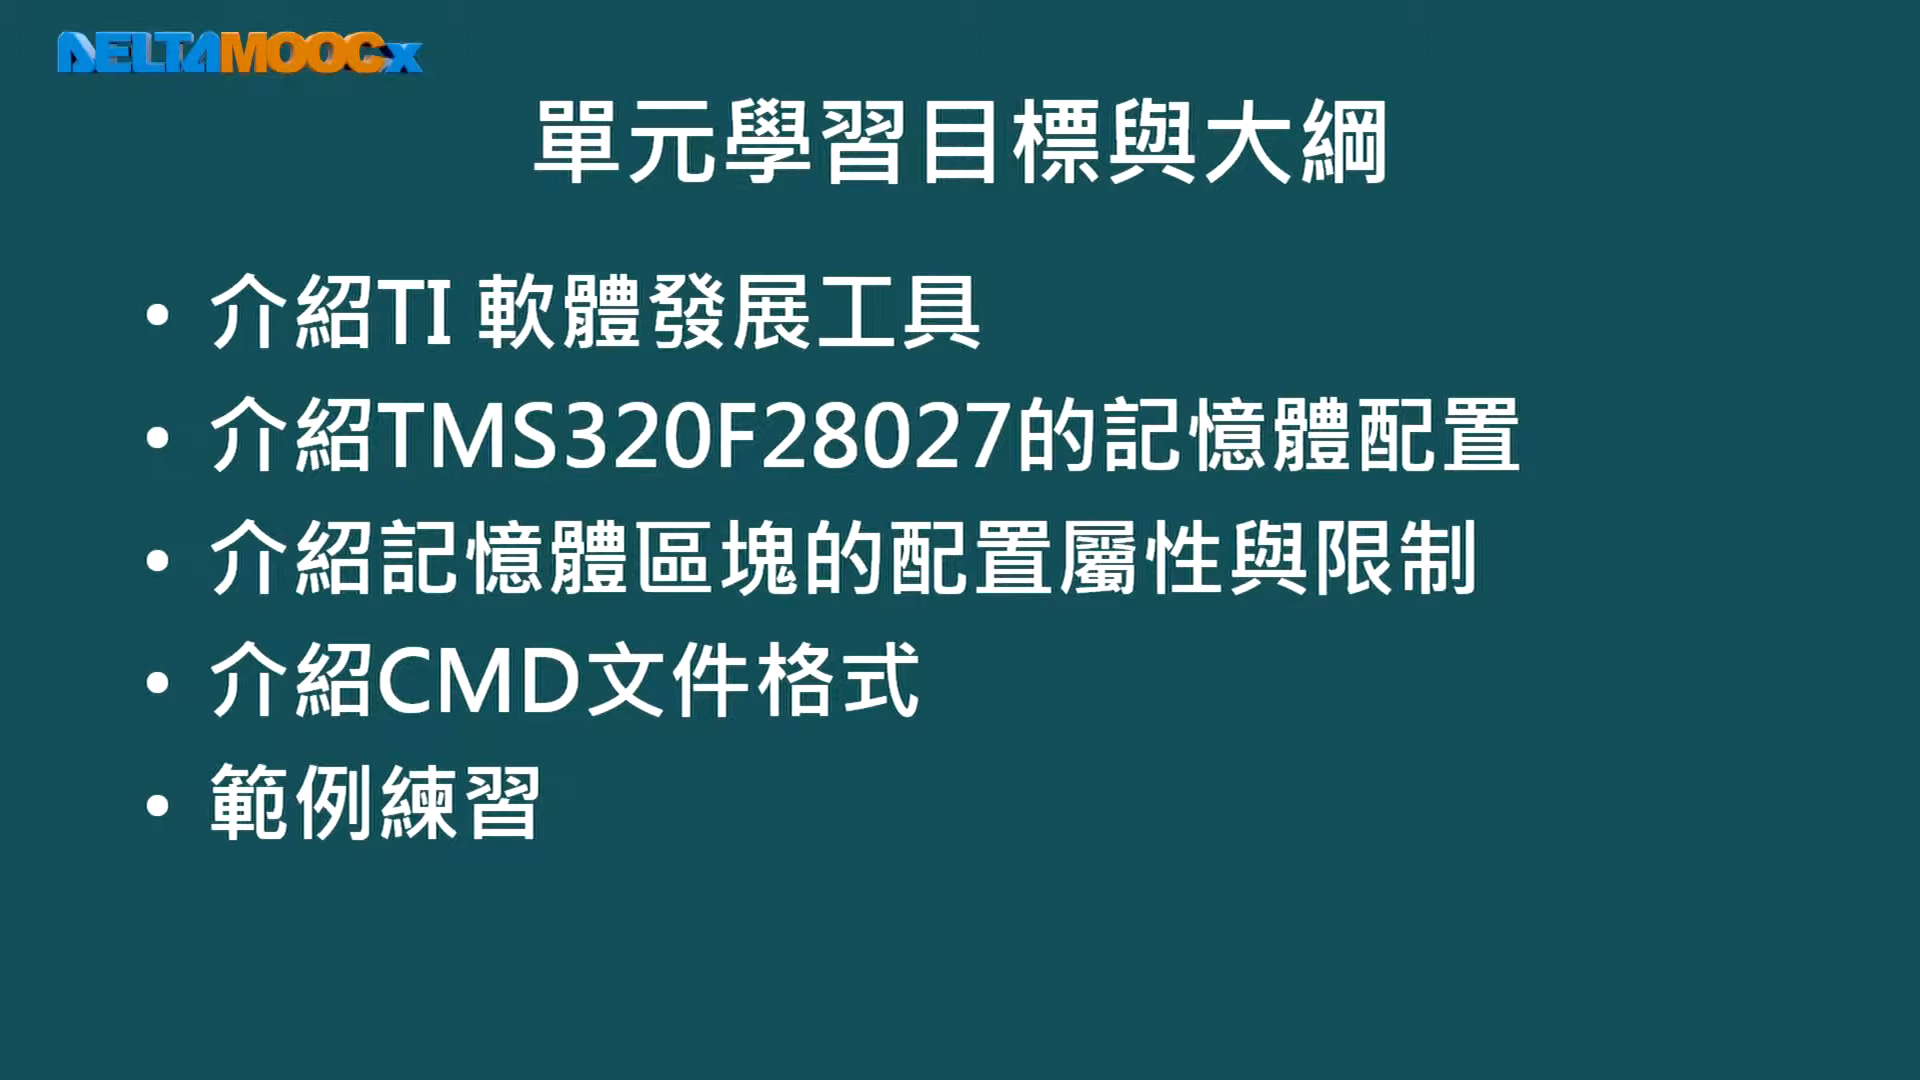 DELTAMOOCx
單元學習目標與大綱
• 介紹TI 軟體發展工具
• 介紹TMS320F28027的記憶體配置
• 介紹記憶體區塊的配置屬性與限制
• 介紹CMD文件格式
• 範例練習